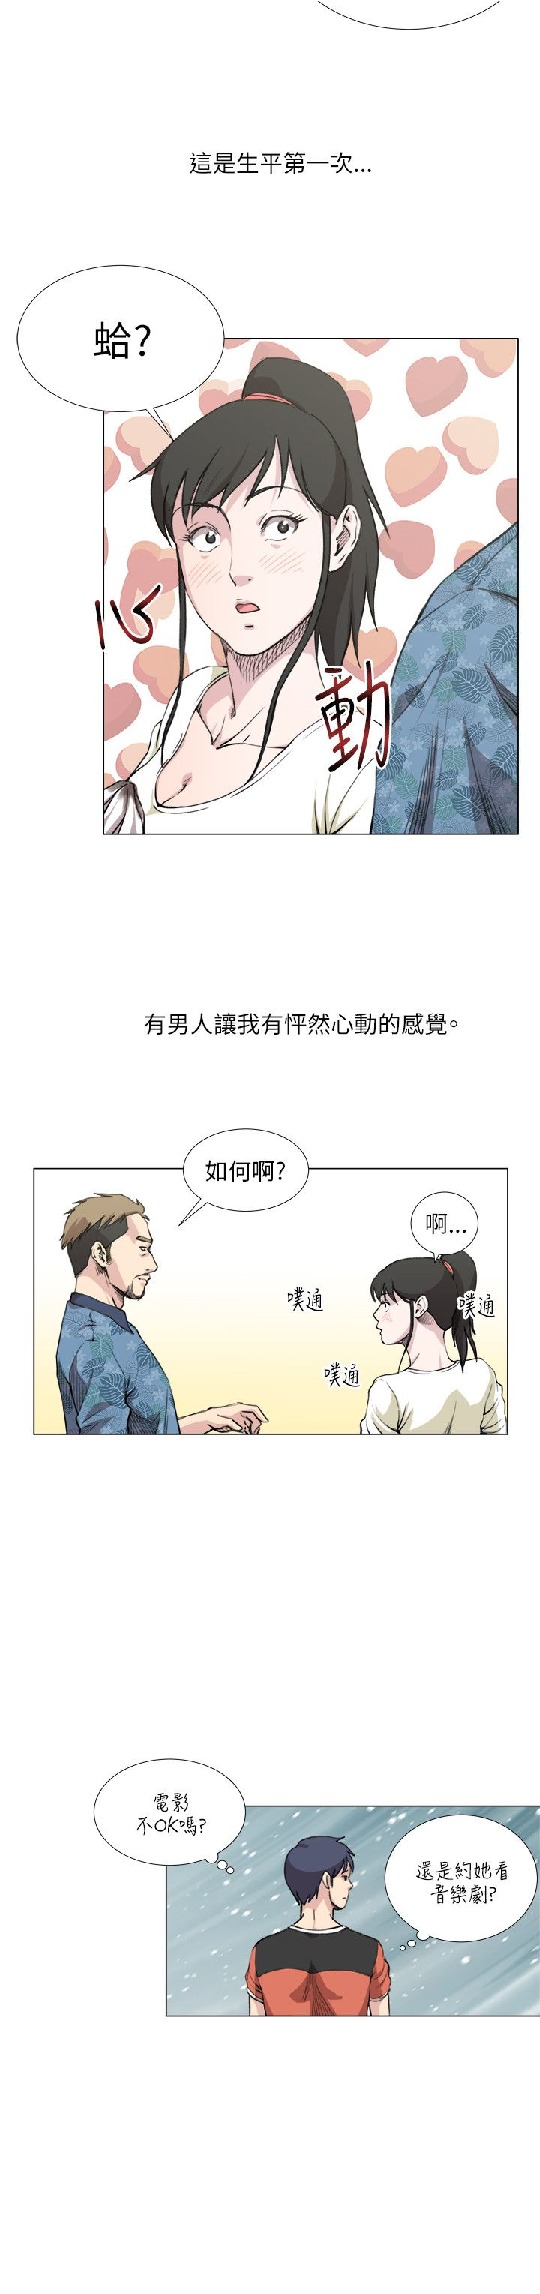 這是生平第一次...
蛤?
心
動
有男人讓我有怦然心動的感覺。
如何啊?
啊...
噗通
噗通
噗通
電影
不OK嗎?
還是約她看
音樂劇?